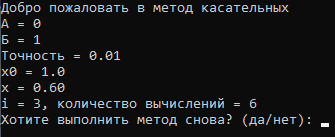 Добро пожаловать в метод касательных
А = 0
Б = 1
Точность = 0.01
x0 = 1.0
x = 0.60
i = 3, количество вычислений = 6
Хотите выполнить метод снова? (да/нет):